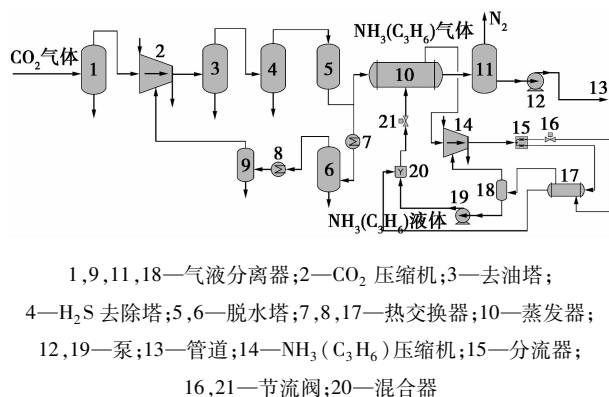 N₂
NH₃(C₃H₆)气体
CO₂气体
1
2
3
4
5
10
11
12
13
21
14
15
16
7
8
9
6
20
19
18
17
NH₃(C₃H₆)液体
1,9,11,18—气液分离器;2—CO₂ 压缩机;3—去油塔;
4—H₂S 去除塔;5,6—脱水塔;7,8,17—热交换器;10—蒸发器;
12,19—泵;13—管道;14—NH₃(C₃H₆)压缩机;15—分流器;
16,21—节流阀;20—混合器